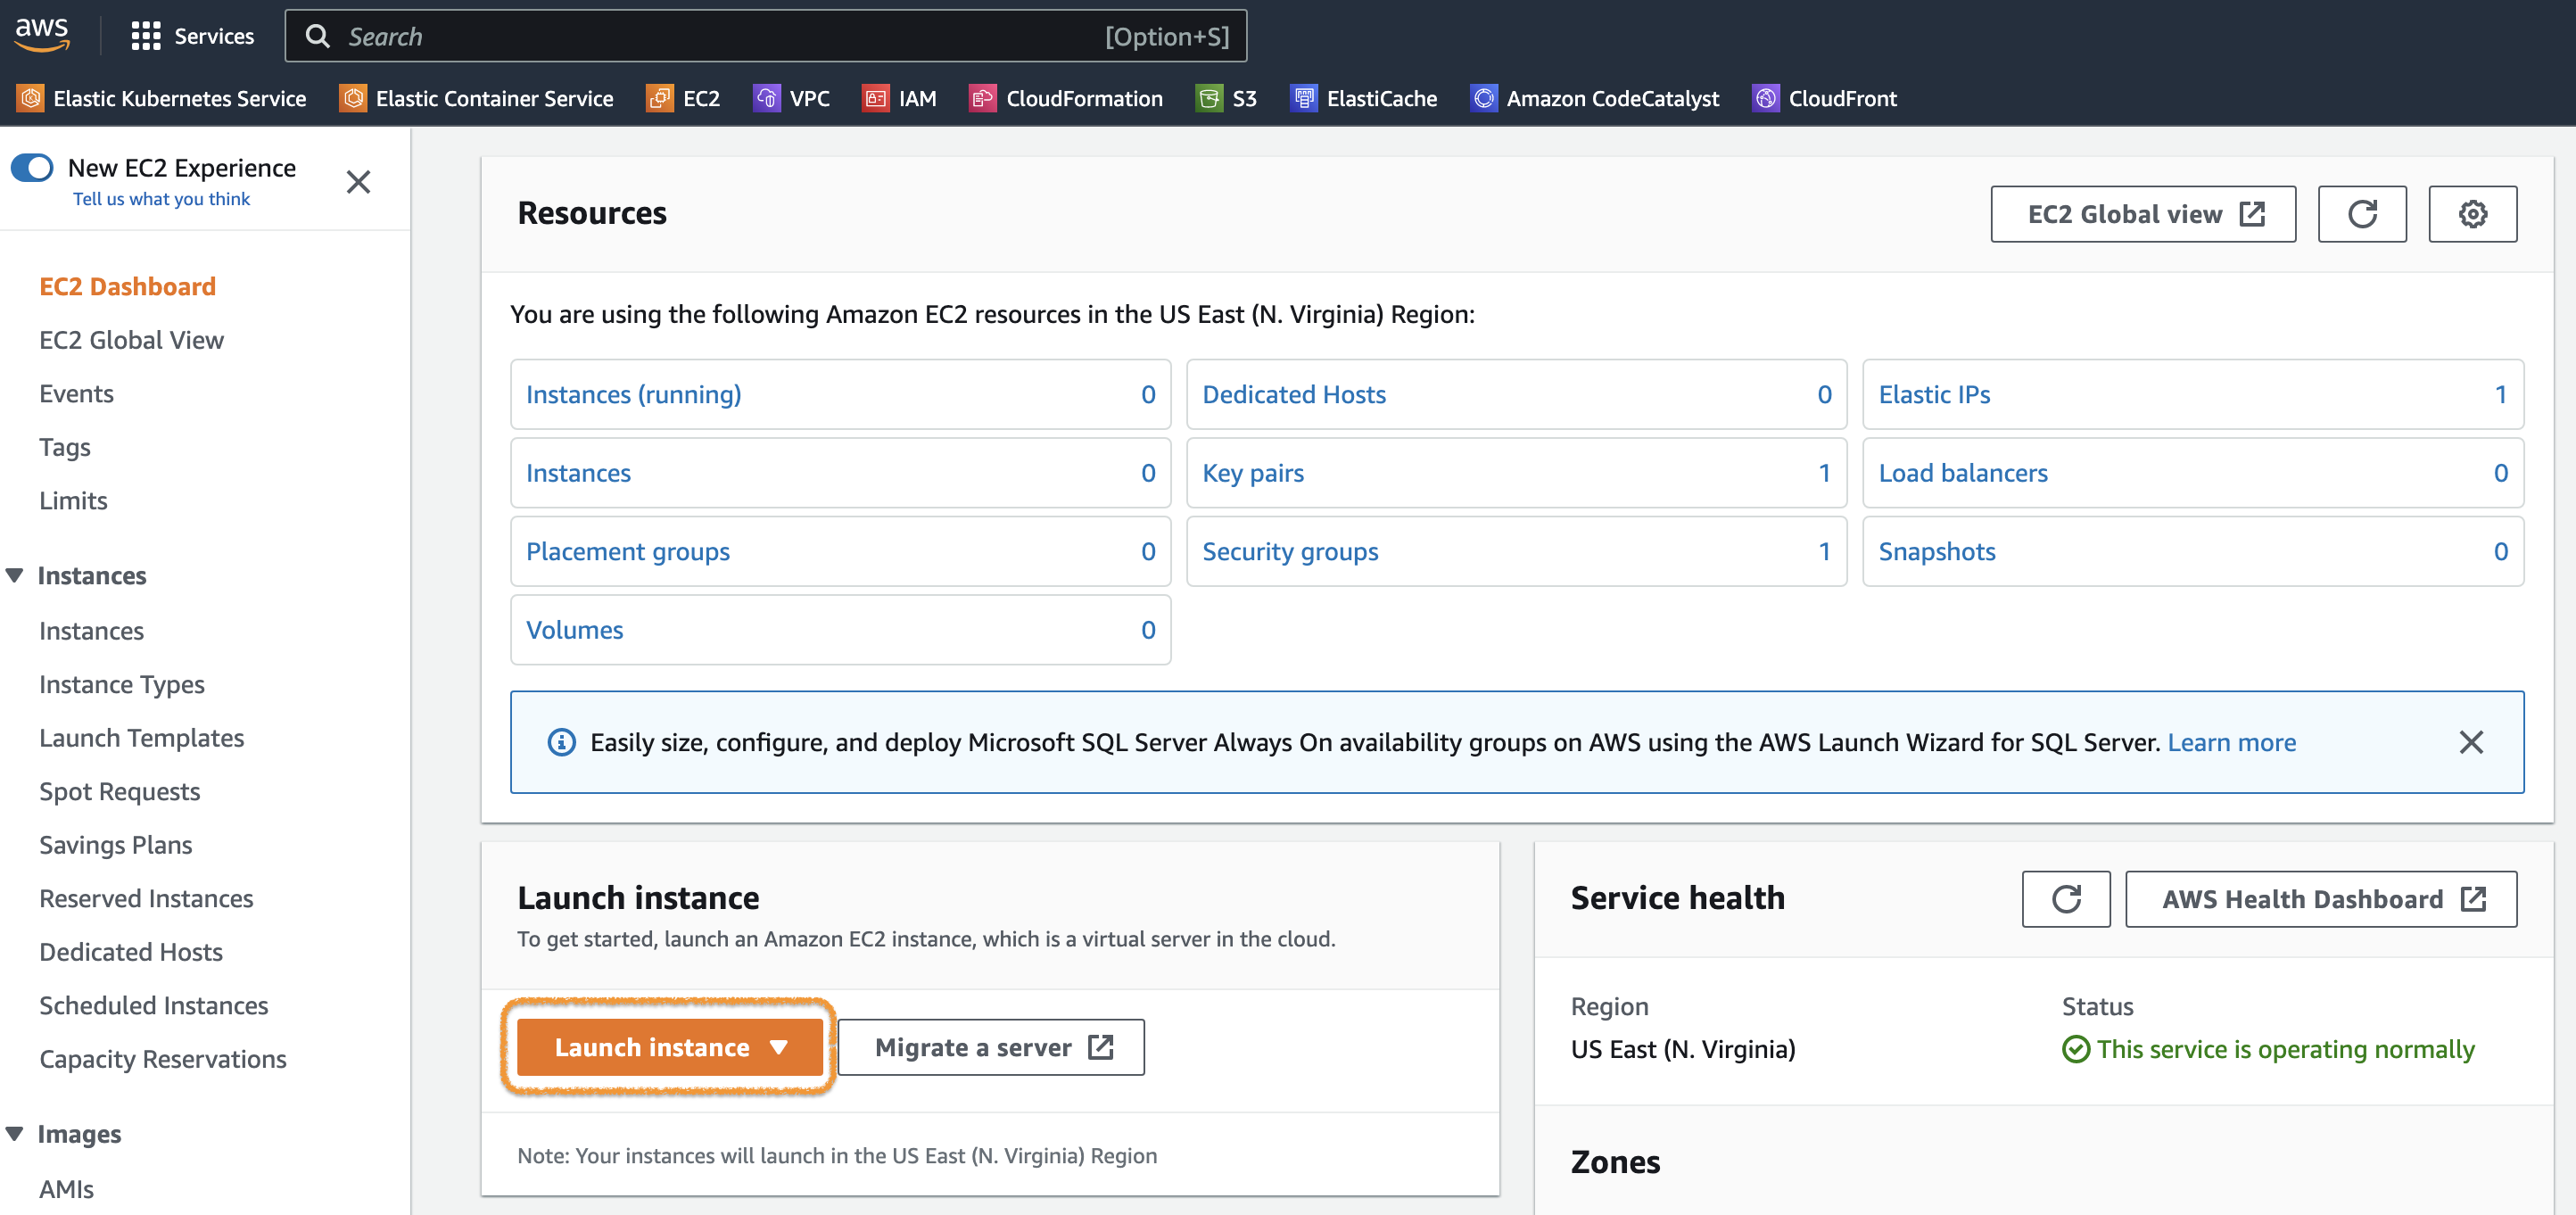 aws
Services
Search
[Option+S]
Elastic Kubernetes Service
Elastic Container Service
EC2
VPC
IAM
CloudFormation
S3
ElastiCache
Amazon CodeCatalyst
CloudFront
New EC2 Experience
Tell us what you think
EC2 Dashboard
EC2 Global View
Events
Tags
Limits
Instances
Instances
Instance Types
Launch Templates
Spot Requests
Savings Plans
Reserved Instances
Dedicated Hosts
Scheduled Instances
Capacity Reservations
Images
AMIs
Resources
EC2 Global view
You are using the following Amazon EC2 resources in the US East (N. Virginia) Region:
Instances (running) 0
Dedicated Hosts 0
Elastic IPs 1
Instances 0
Key pairs 1
Load balancers 0
Placement groups 0
Security groups 1
Snapshots 0
Volumes 0
Easily size, configure, and deploy Microsoft SQL Server Always On availability groups on AWS using the AWS Launch Wizard for SQL Server. Learn more
Launch instance
To get started, launch an Amazon EC2 instance, which is a virtual server in the cloud.
Launch instance
Migrate a server
Note: Your instances will launch in the US East (N. Virginia) Region
Service health
AWS Health Dashboard
Region
US East (N. Virginia)
Status
This service is operating normally
Zones